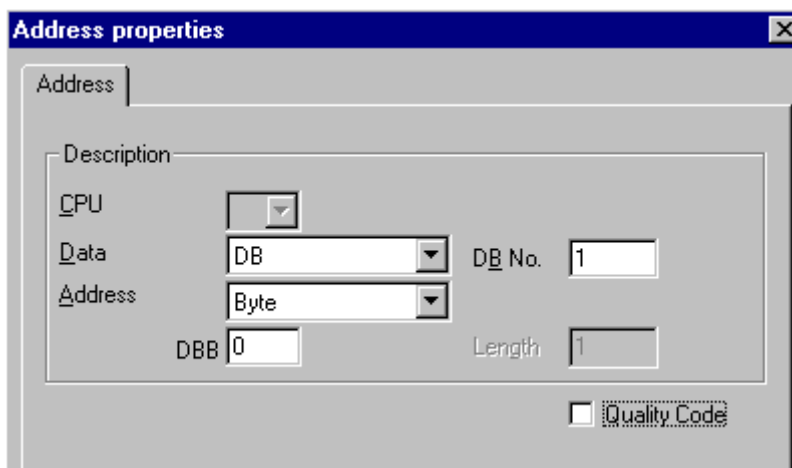 Address properties
Address
Description
CPU
Data DB DB No. 1
Address Byte
DBB 0 Length 1
Quality Code